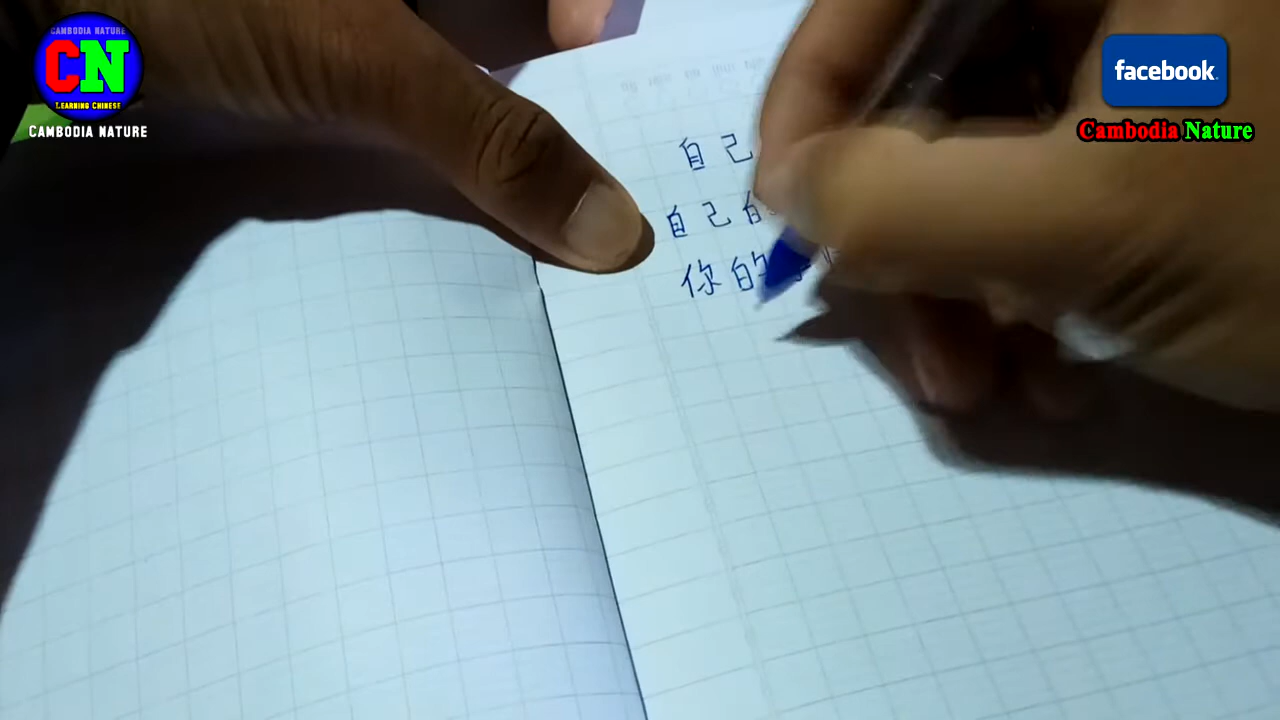 CAMBODIA NATURE
CN
LEARNING CHINESE
CAMBODIA NATURE
facebook
Cambodia Nature
自己
自己的
你的